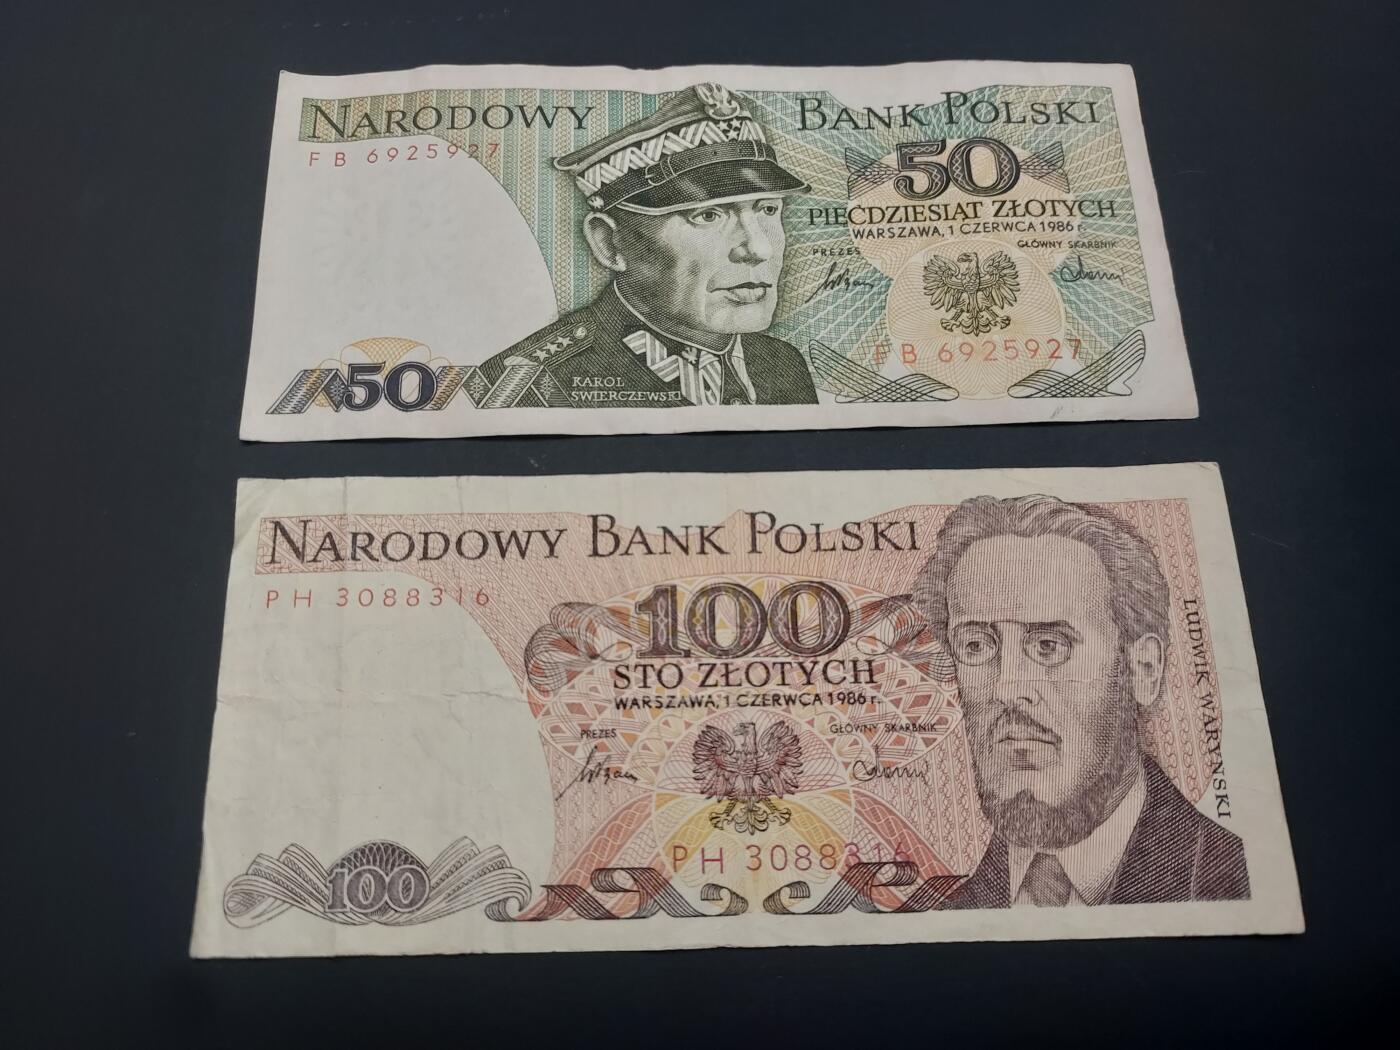 NARODOWY BANK POLSKI
FB 6925927
50
PIĘĆDZIESIĄT ZŁOTYCH
WARSZAWA, 1 CZERWCA 1986 r.
PREZES GŁÓWNY SKARBNIK
FB 6925927
50
KAROL
ŚWIERCZEWSKI
NARODOWY BANK POLSKI
PH 3088316
100
STO ZŁOTYCH
WARSZAWA, 1 CZERWCA 1986 r.
PREZES GŁÓWNY SKARBNIK
PH 3088316
100
LUDWIK WARYŃSKI